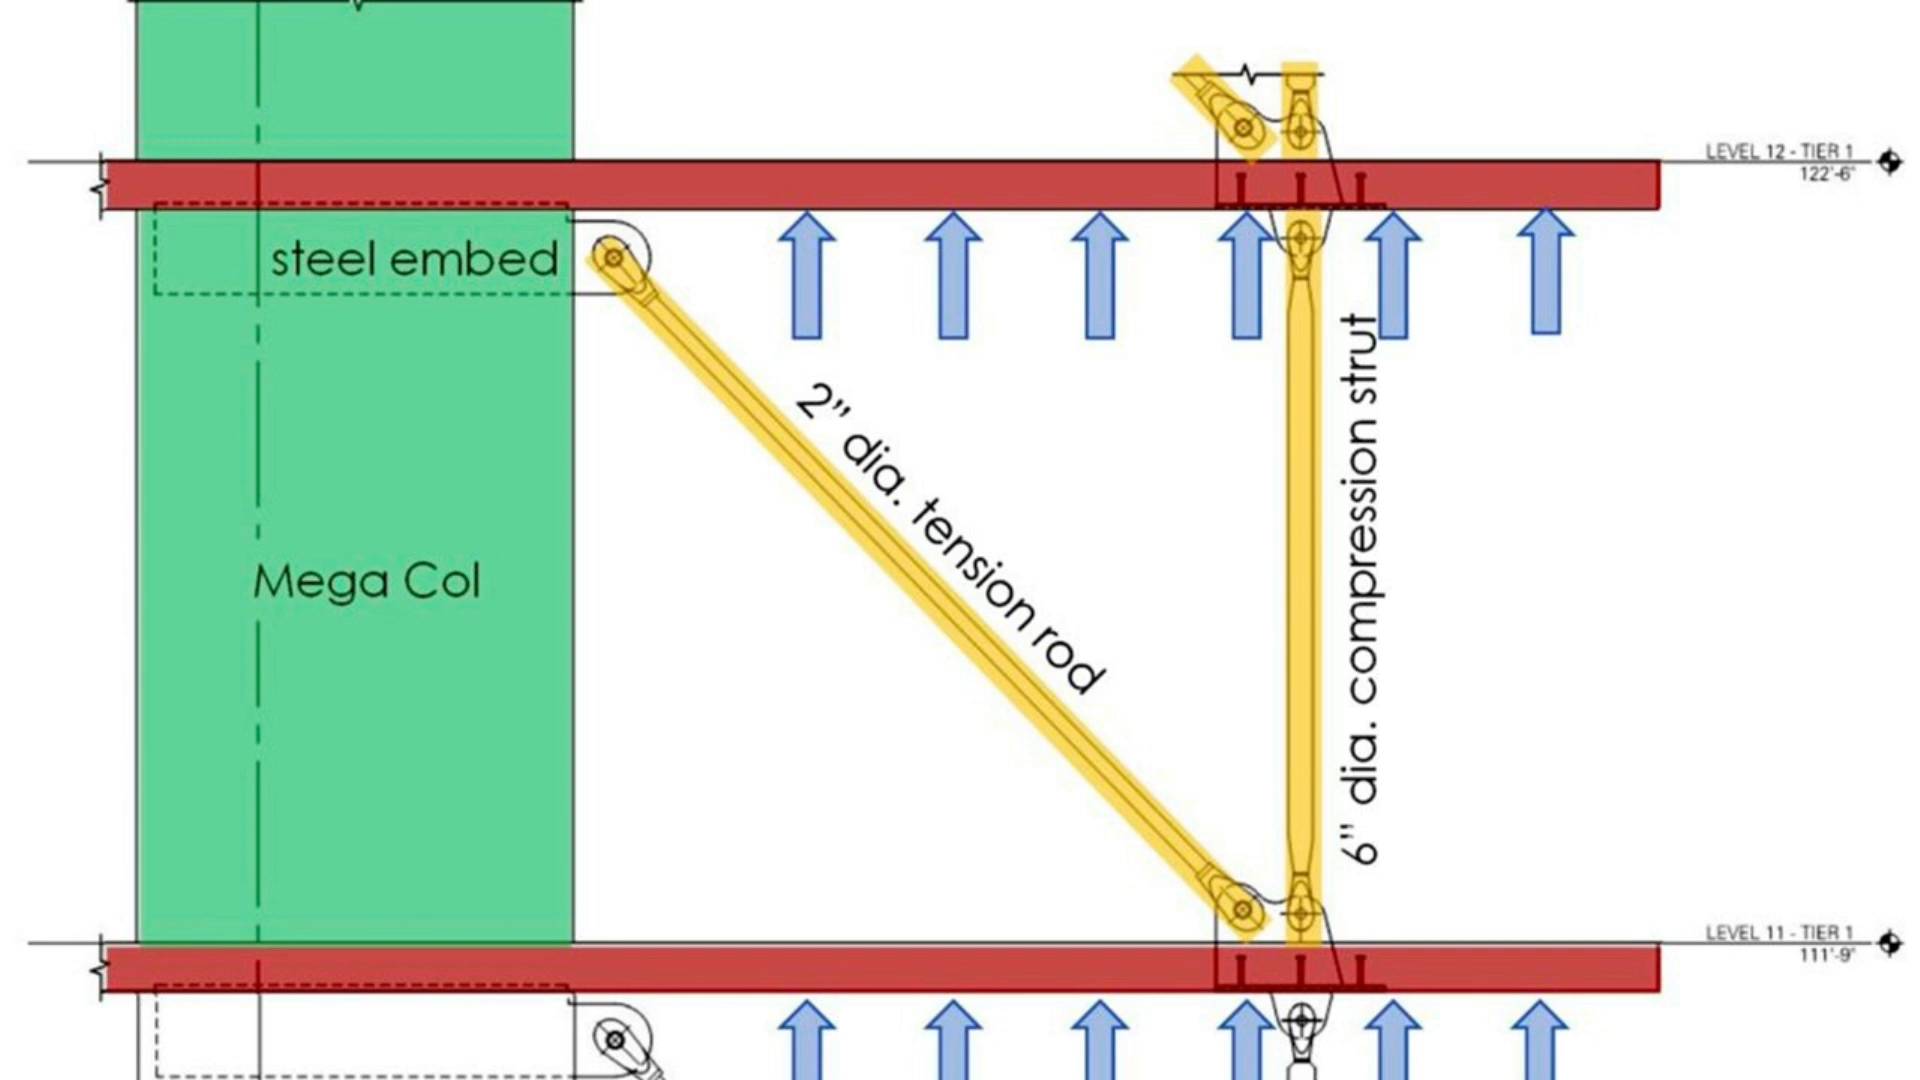 LEVEL 12 - TIER 1
122'-6"
steel embed
2" dia. tension rod
6" dia. compression strut
Mega Col
LEVEL 11 - TIER 1
111'-9"